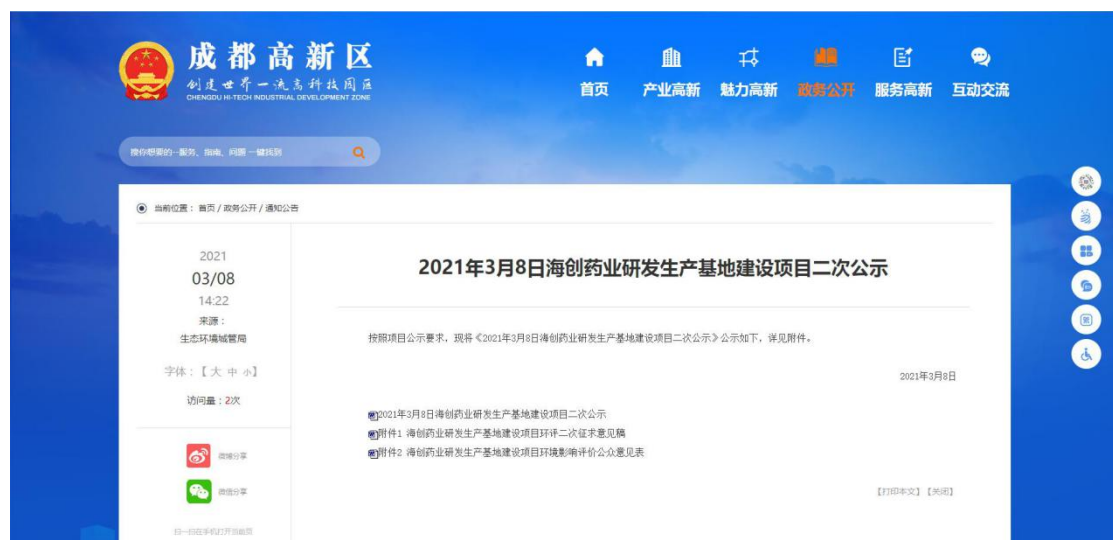 成都高新区
创建世界一流高科技园区
CHENGDU HI-TECH INDUSTRIAL DEVELOPMENT ZONE
首页 产业高新 魅力高新 政务公开 服务高新 互动交流
搜你想要的--服务、指南、问题 一键找到
当前位置：首页 / 政务公开 / 通知公告
2021
03/08
14:22
来源：
生态环境城管局
字体：【大 中 小】
访问量：2次
微博分享
微信分享
扫一扫在手机打开当前页
2021年3月8日海创药业研发生产基地建设项目二次公示
按照项目公示要求，现将《2021年3月8日海创药业研发生产基地建设项目二次公示》公示如下，详见附件。
2021年3月8日
2021年3月8日海创药业研发生产基地建设项目二次公示
附件1 海创药业研发生产基地建设项目环评二次征求意见稿
附件2 海创药业研发生产基地建设项目环境影响评价公众意见表
【打印本文】【关闭】